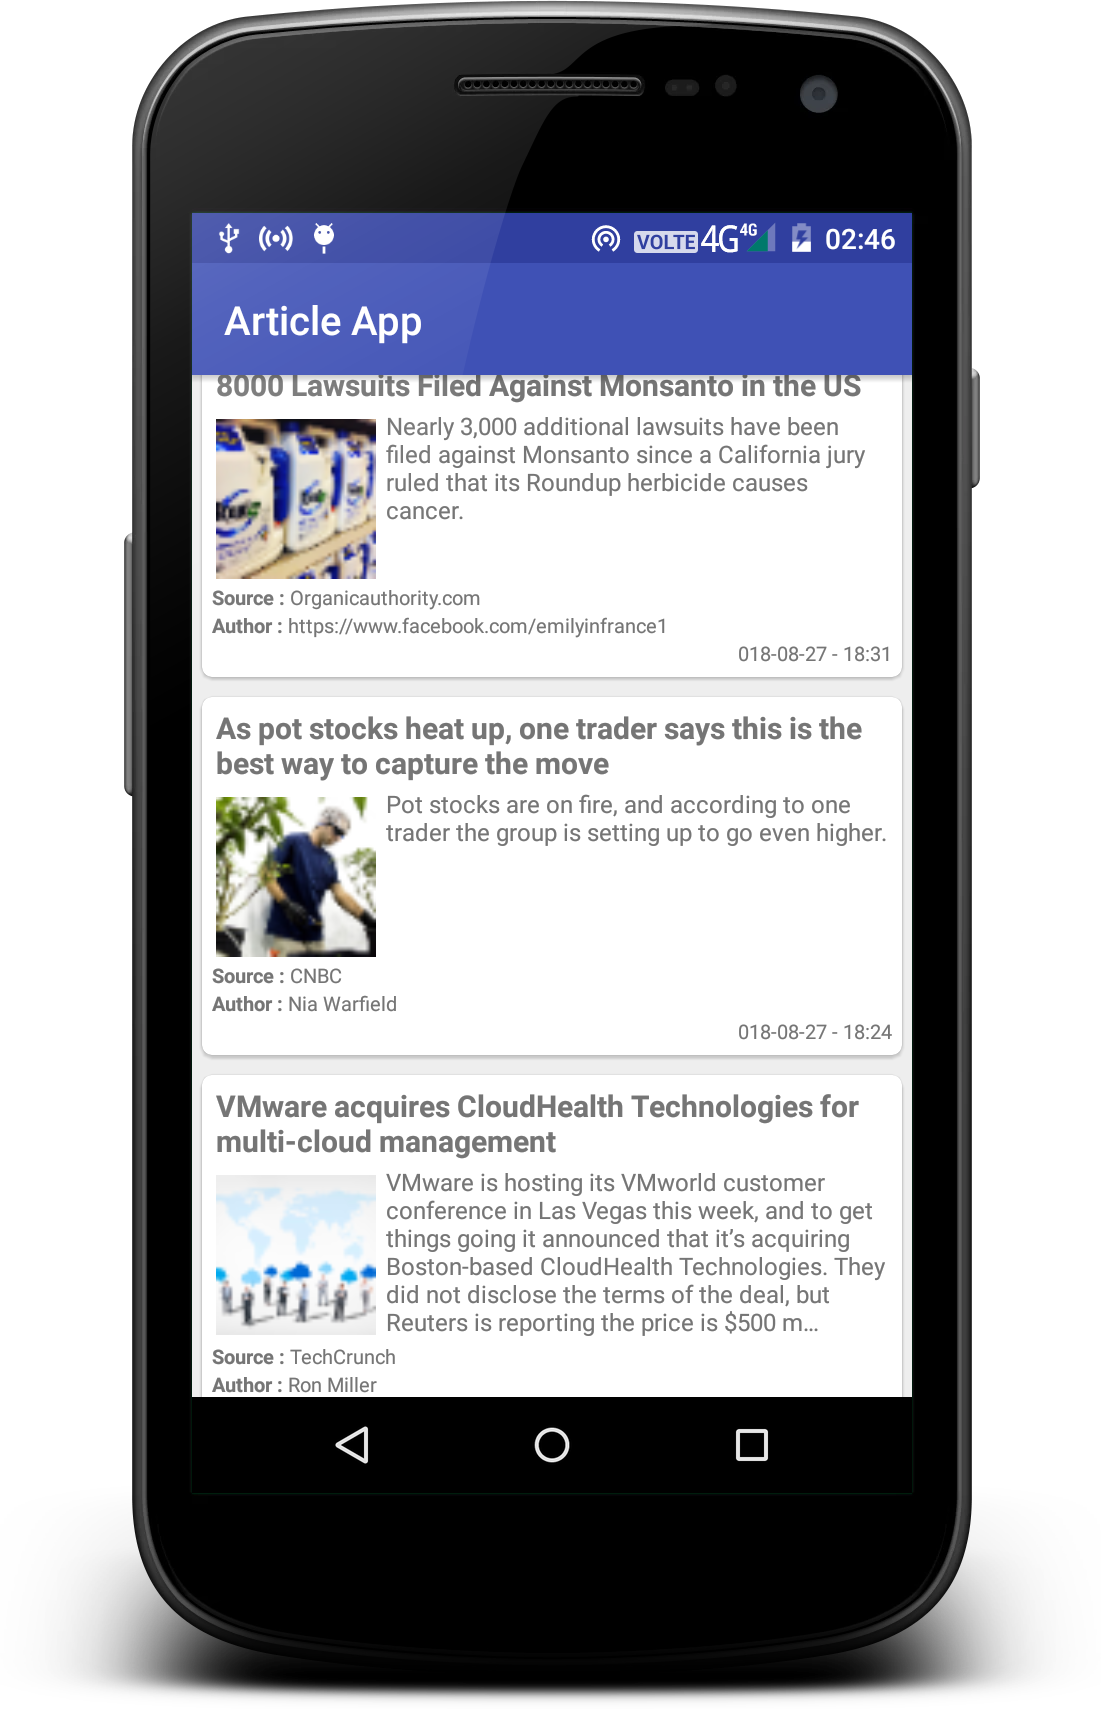 VOLTE 4G 4G 02:46
Article App
8000 Lawsuits Filed Against Monsanto in the US
Nearly 3,000 additional lawsuits have been
filed against Monsanto since a California jury
ruled that its Roundup herbicide causes
cancer.
Source : Organicauthority.com
Author : https://www.facebook.com/emilyinfrance1
018-08-27 - 18:31
As pot stocks heat up, one trader says this is the
best way to capture the move
Pot stocks are on fire, and according to one
trader the group is setting up to go even higher.
Source : CNBC
Author : Nia Warfield
018-08-27 - 18:24
VMware acquires CloudHealth Technologies for
multi-cloud management
VMware is hosting its VMworld customer
conference in Las Vegas this week, and to get
things going it announced that it’s acquiring
Boston-based CloudHealth Technologies. They
did not disclose the terms of the deal, but
Reuters is reporting the price is $500 m…
Source : TechCrunch
Author : Ron Miller